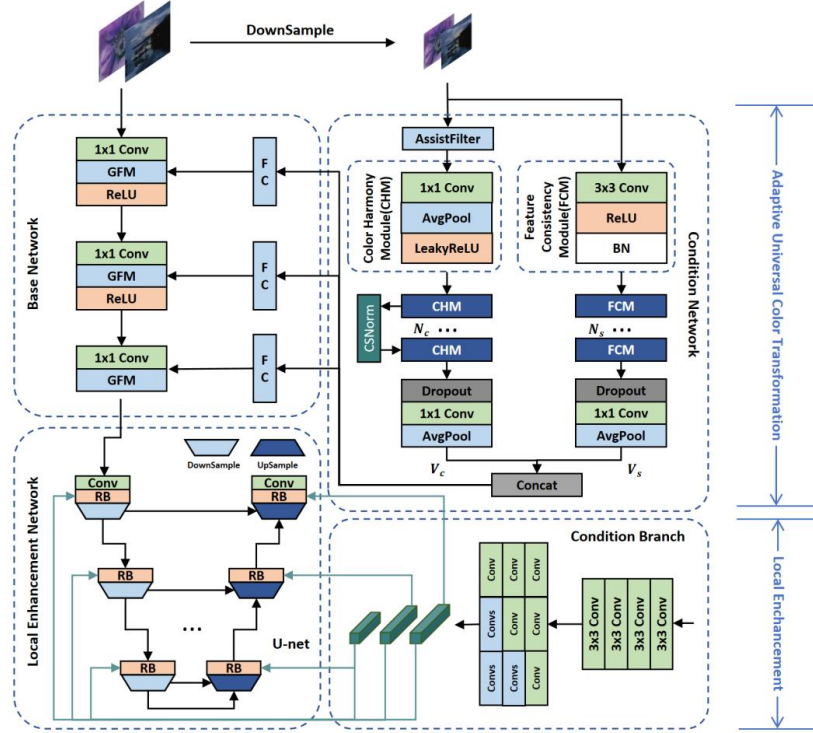 DownSample
Base Network
1x1 Conv
GFM
ReLU
F
C
1x1 Conv
GFM
ReLU
F
C
1x1 Conv
GFM
F
C
AssistFilter
Color Harmony
Module(CHM)
1x1 Conv
AvgPool
LeakyReLU
CSNorm
CHM
N_c ...
CHM
Dropout
1x1 Conv
AvgPool
V_c
Feature
Consistency
Module(FCM)
3x3 Conv
ReLU
BN
FCM
N_s ...
FCM
Dropout
1x1 Conv
AvgPool
V_s
Concat
Condition Network
Adaptive Universal Color Transformation
Local Enhancement Network
DownSample
UpSample
Conv
RB
Conv
RB
RB
RB
...
U-net
RB
RB
Condition Branch
Conv
Conv
Conv
Convs
Conv
Conv
Convs
Convs
Conv
3x3 Conv
3x3 Conv
3x3 Conv
3x3 Conv
Local Enchancement